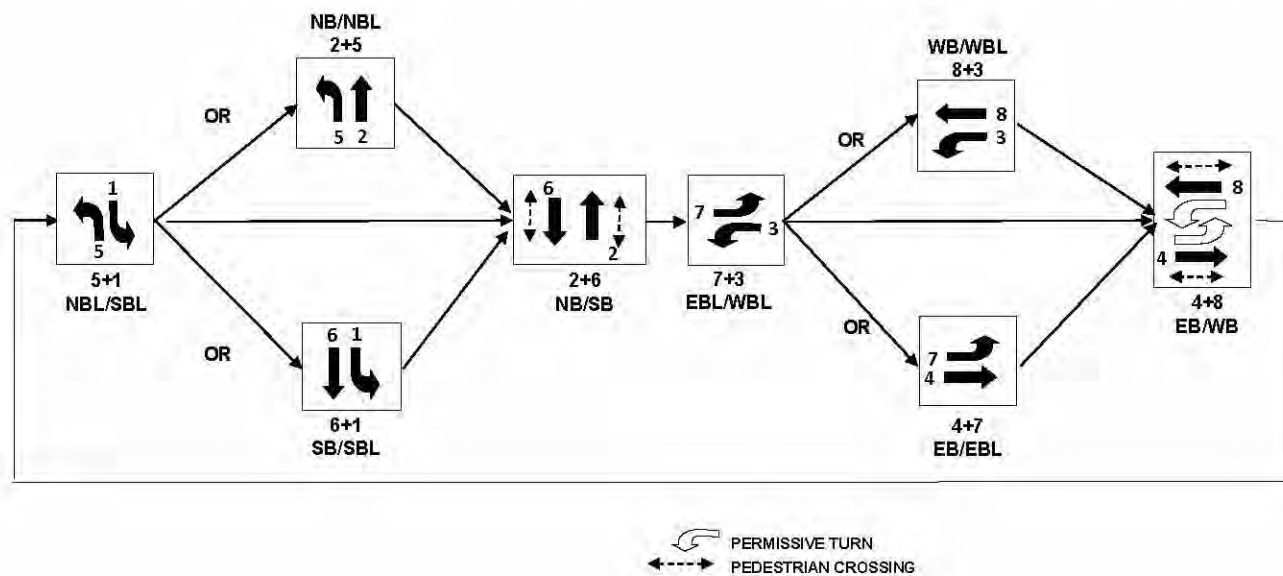 NB/NBL
2+5
5 2
OR
1
5
5+1
NBL/SBL
OR
6 1
6+1
SB/SBL
6
2
2+6
NB/SB
7
3
7+3
EBL/WBL
WB/WBL
8+3
8
3
OR
OR
7
4
4+7
EB/EBL
8
4
4+8
EB/WB
PERMISSIVE TURN
PEDESTRIAN CROSSING